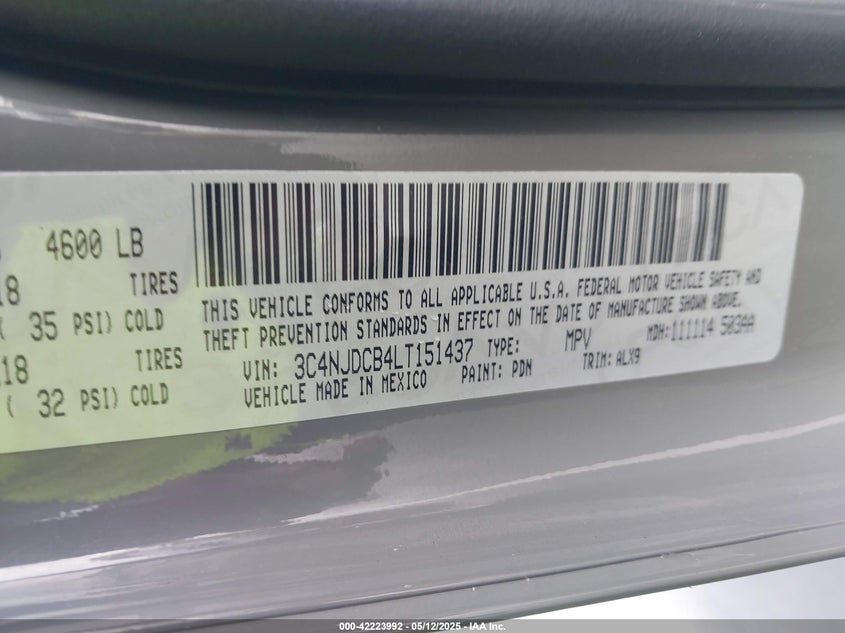 4600 LB
18 TIRES
( 35 PSI) COLD
18 TIRES
( 32 PSI) COLD
THIS VEHICLE CONFORMS TO ALL APPLICABLE U.S.A. FEDERAL MOTOR VEHICLE SAFETY AND
THEFT PREVENTION STANDARDS IN EFFECT ON THE DATE OF MANUFACTURE SHOWN ABOVE.
VIN: 3C4NJDCB4LT151437 TYPE: MPV MDH:111114 503AA
VEHICLE MADE IN MEXICO PAINT: PDN TRIM: ALX9
000-42223992 - 05/12/2025 - IAA Inc.